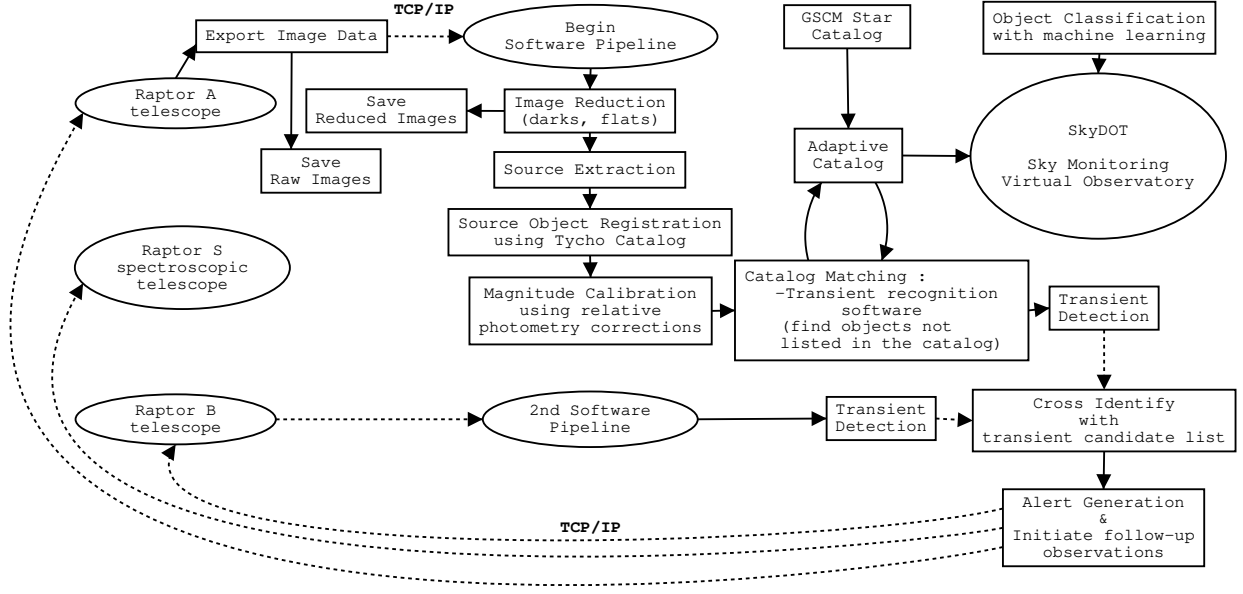 TCP/IP
Export Image Data
Begin
Software Pipeline
GSCM Star
Catalog
Object Classification
with machine learning
Raptor A
telescope
Save
Reduced Images
Image Reduction
(darks, flats)
Save
Raw Images
Source Extraction
Adaptive
Catalog
SkyDOT
Sky Monitoring
Virtual Observatory
Source Object Registration
using Tycho Catalog
Raptor S
spectroscopic
telescope
Magnitude Calibration
using relative
photometry corrections
Catalog Matching :
-Transient recognition
software
(find objects not
listed in the catalog)
Transient
Detection
Raptor B
telescope
2nd Software
Pipeline
Transient
Detection
Cross Identify
with
transient candidate list
Alert Generation
&
Initiate follow-up
observations
TCP/IP